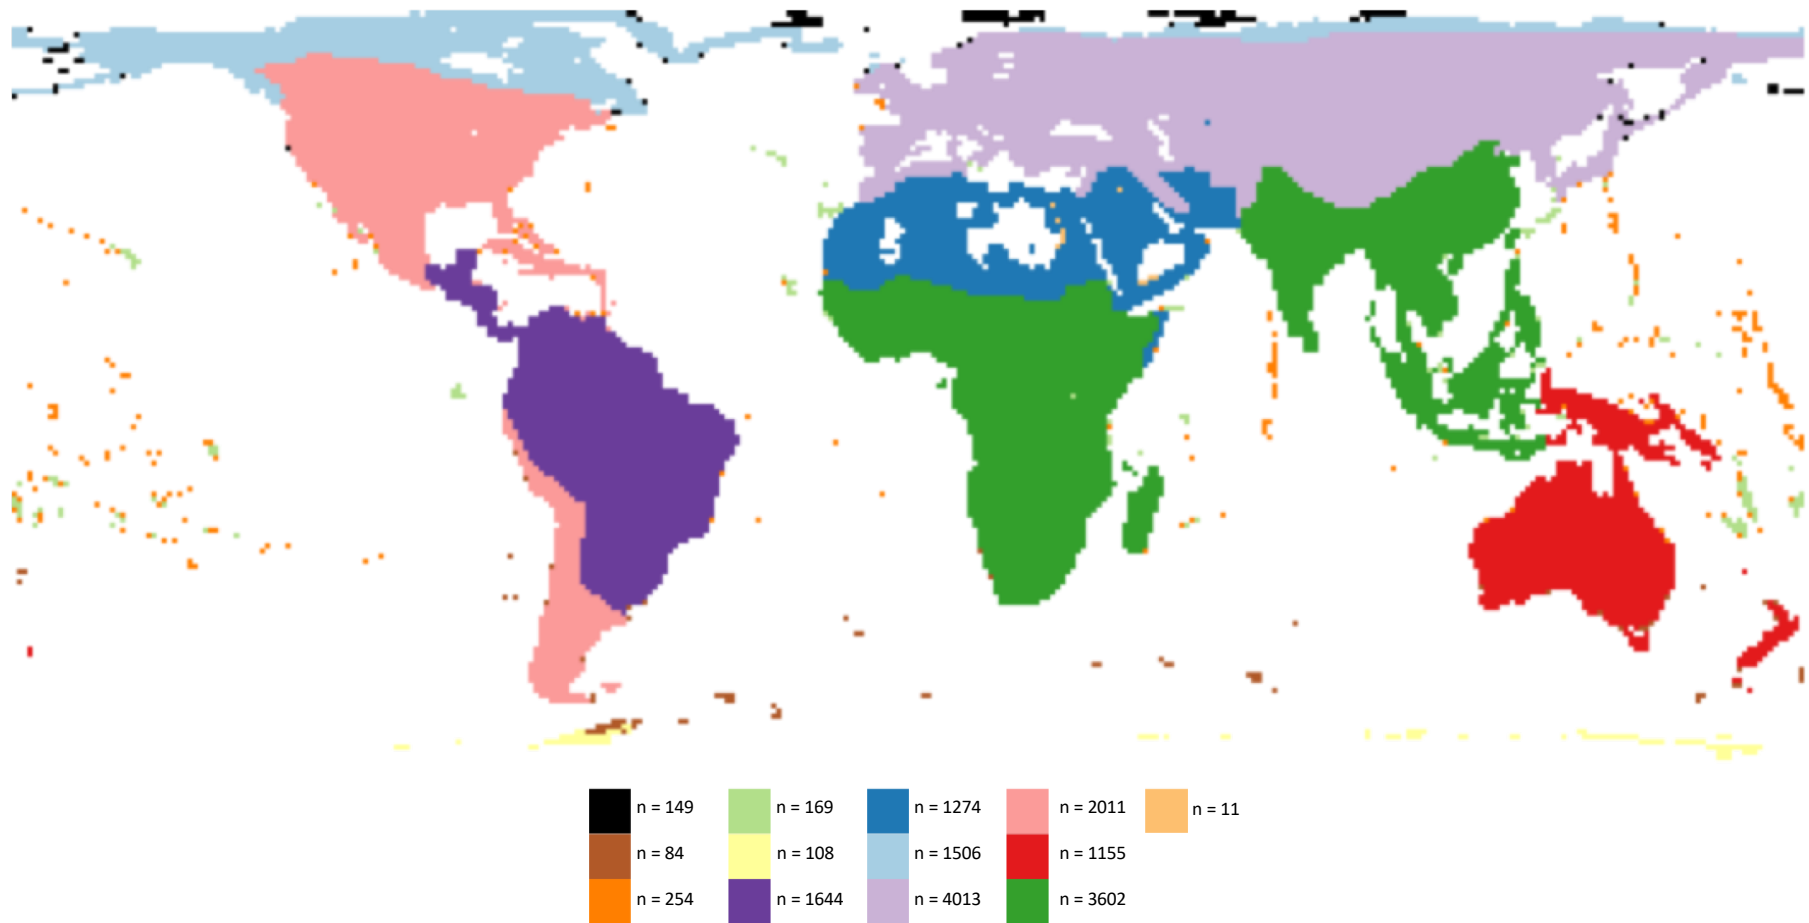 n = 149
n = 169
n = 1274
n = 2011
n = 11
n = 84
n = 108
n = 1506
n = 1155
n = 254
n = 1644
n = 4013
n = 3602